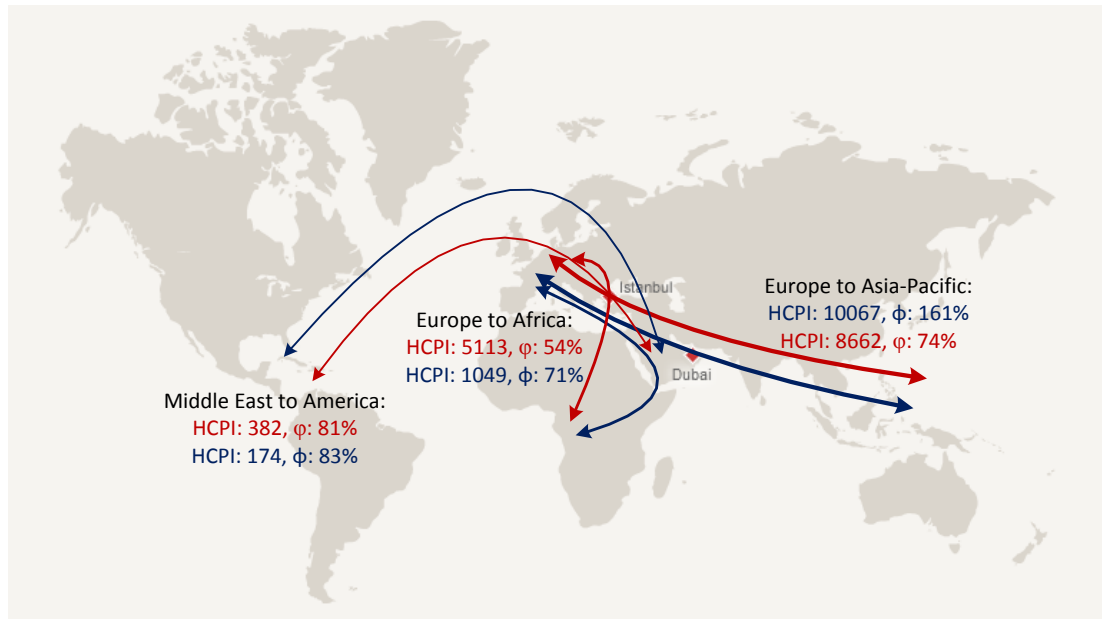 Istanbul
Europe to Asia-Pacific:
HCPI: 10067, ϕ: 161%
HCPI: 8662, φ: 74%
Europe to Africa:
HCPI: 5113, φ: 54%
HCPI: 1049, ϕ: 71%
Dubai
Middle East to America:
HCPI: 382, φ: 81%
HCPI: 174, ϕ: 83%